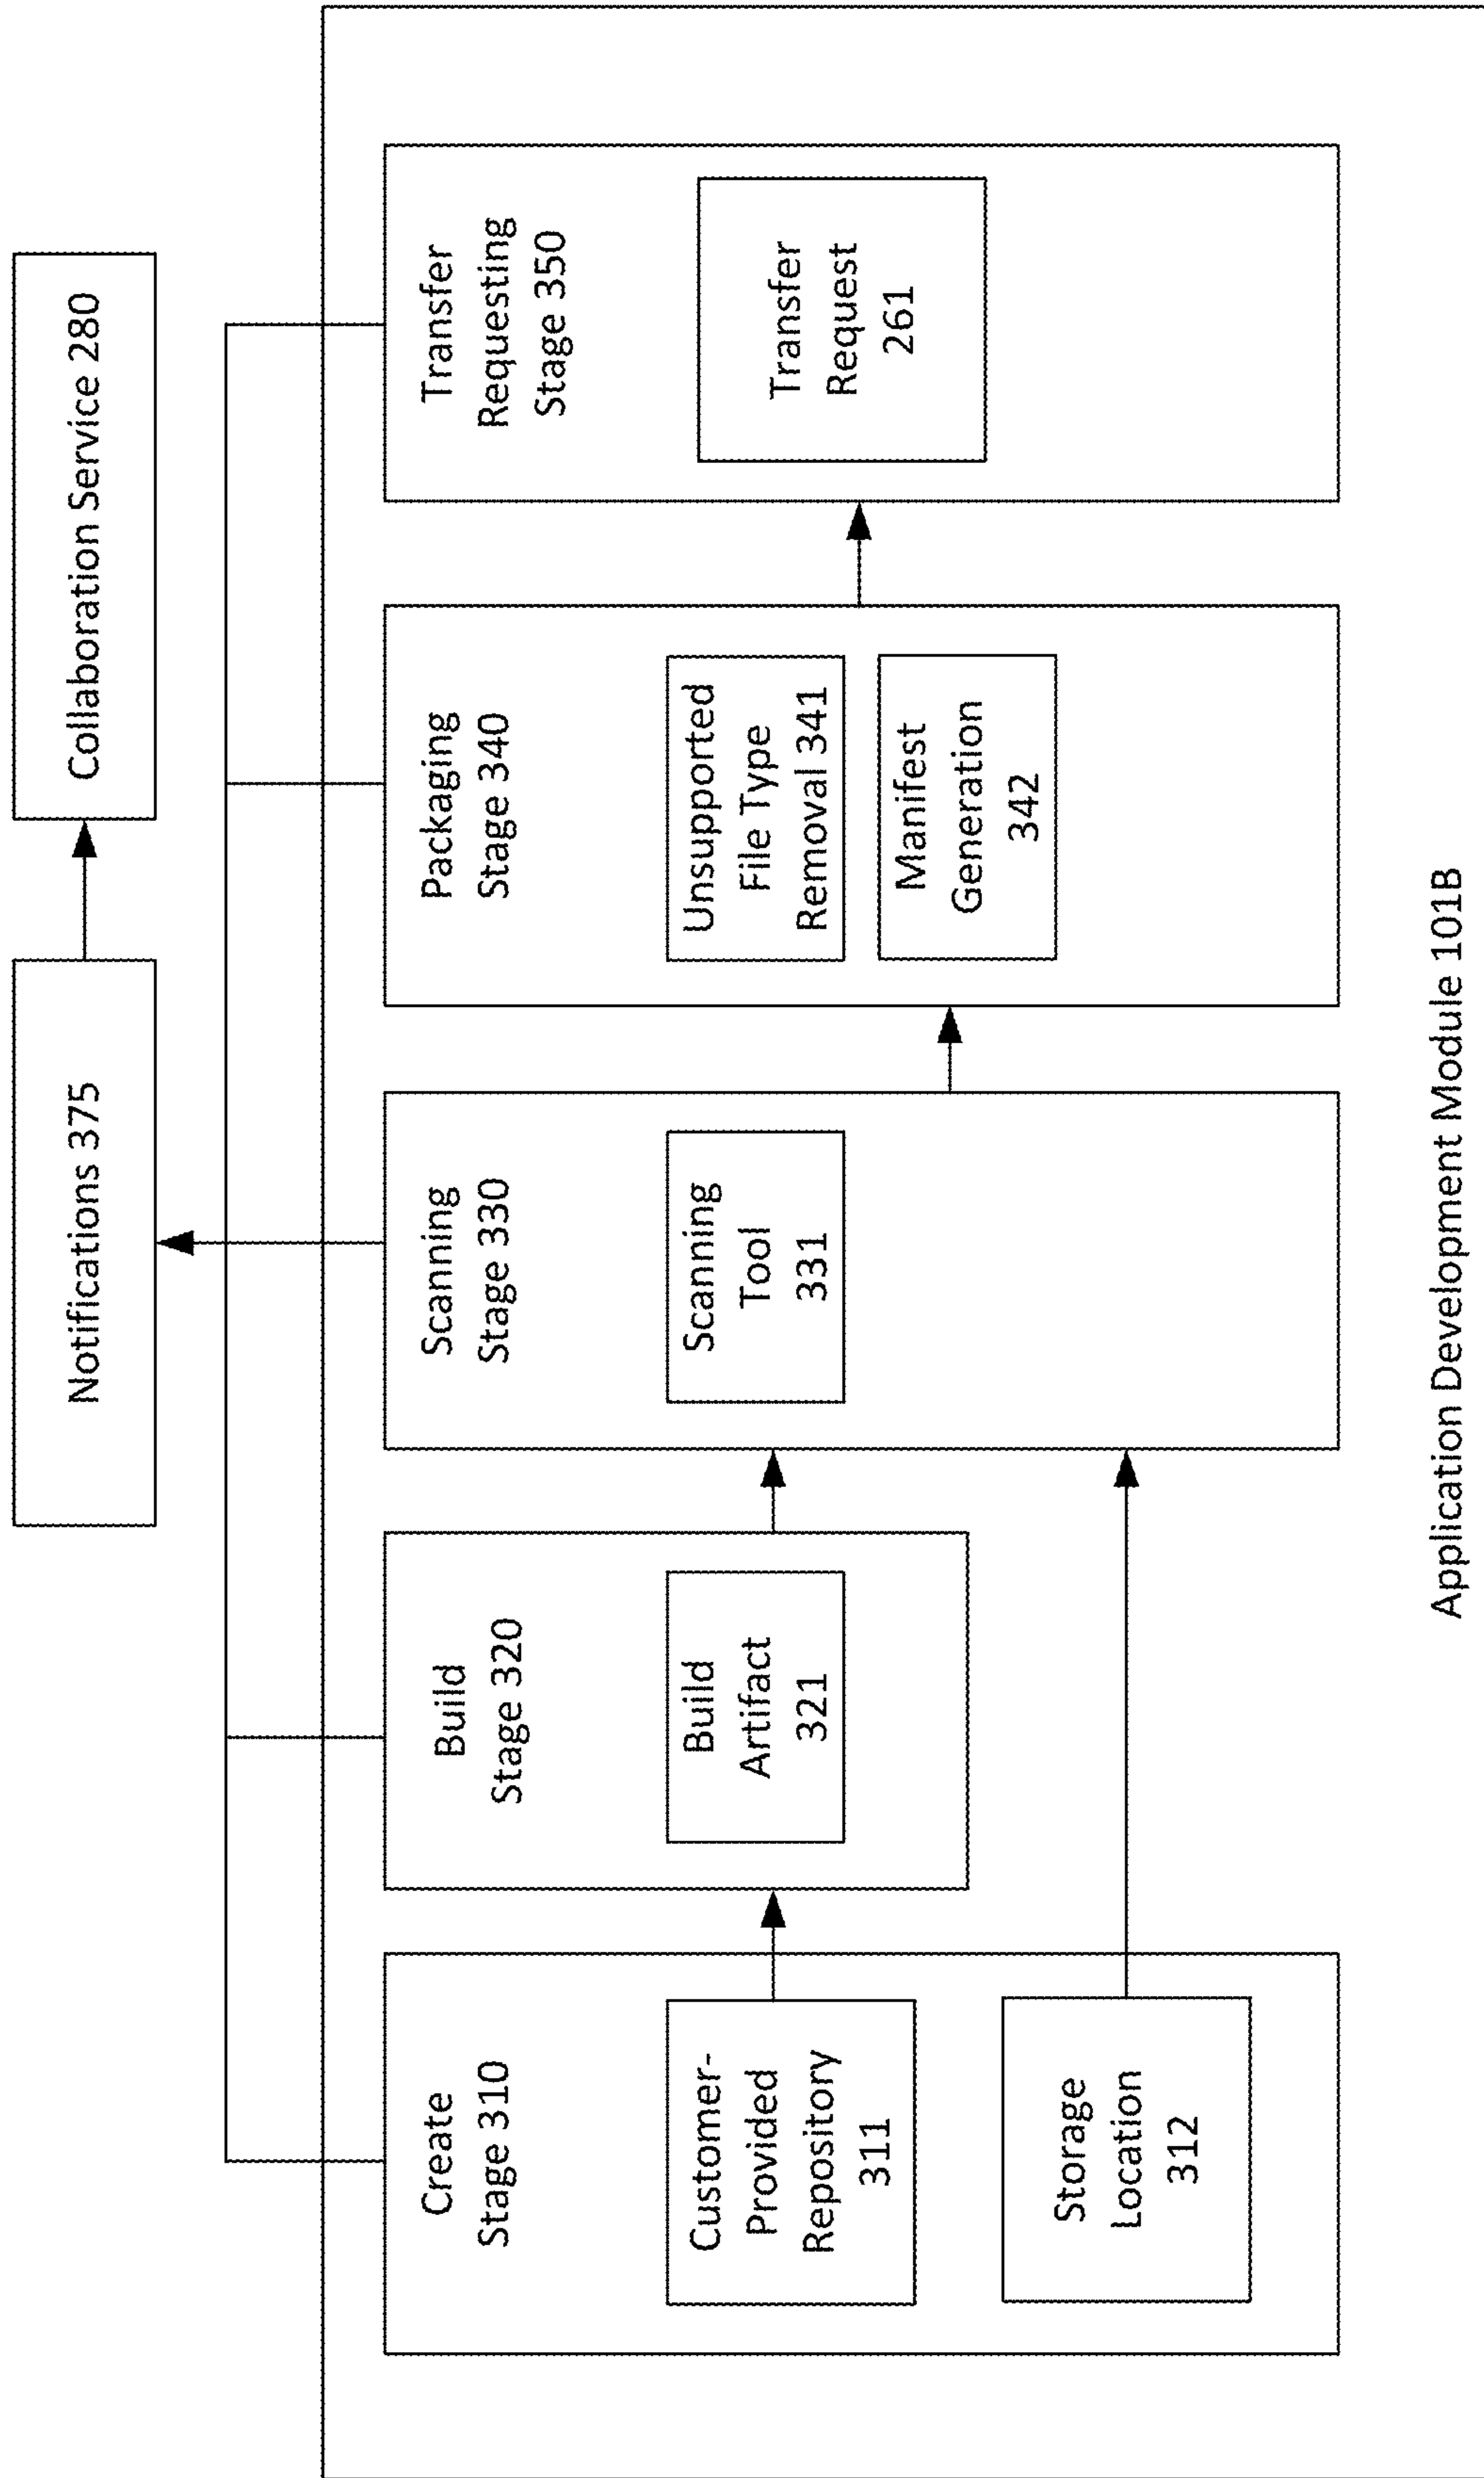 Notifications 375
Collaboration Service 280
Create
Stage 310
Customer-
Provided
Repository
311
Storage
Location
312
Build
Stage 320
Build
Artifact
321
Scanning
Stage 330
Scanning
Tool
331
Packaging
Stage 340
Unsupported
File Type
Removal 341
Manifest
Generation
342
Transfer
Requesting
Stage 350
Transfer
Request
261
Application Development Module 101B